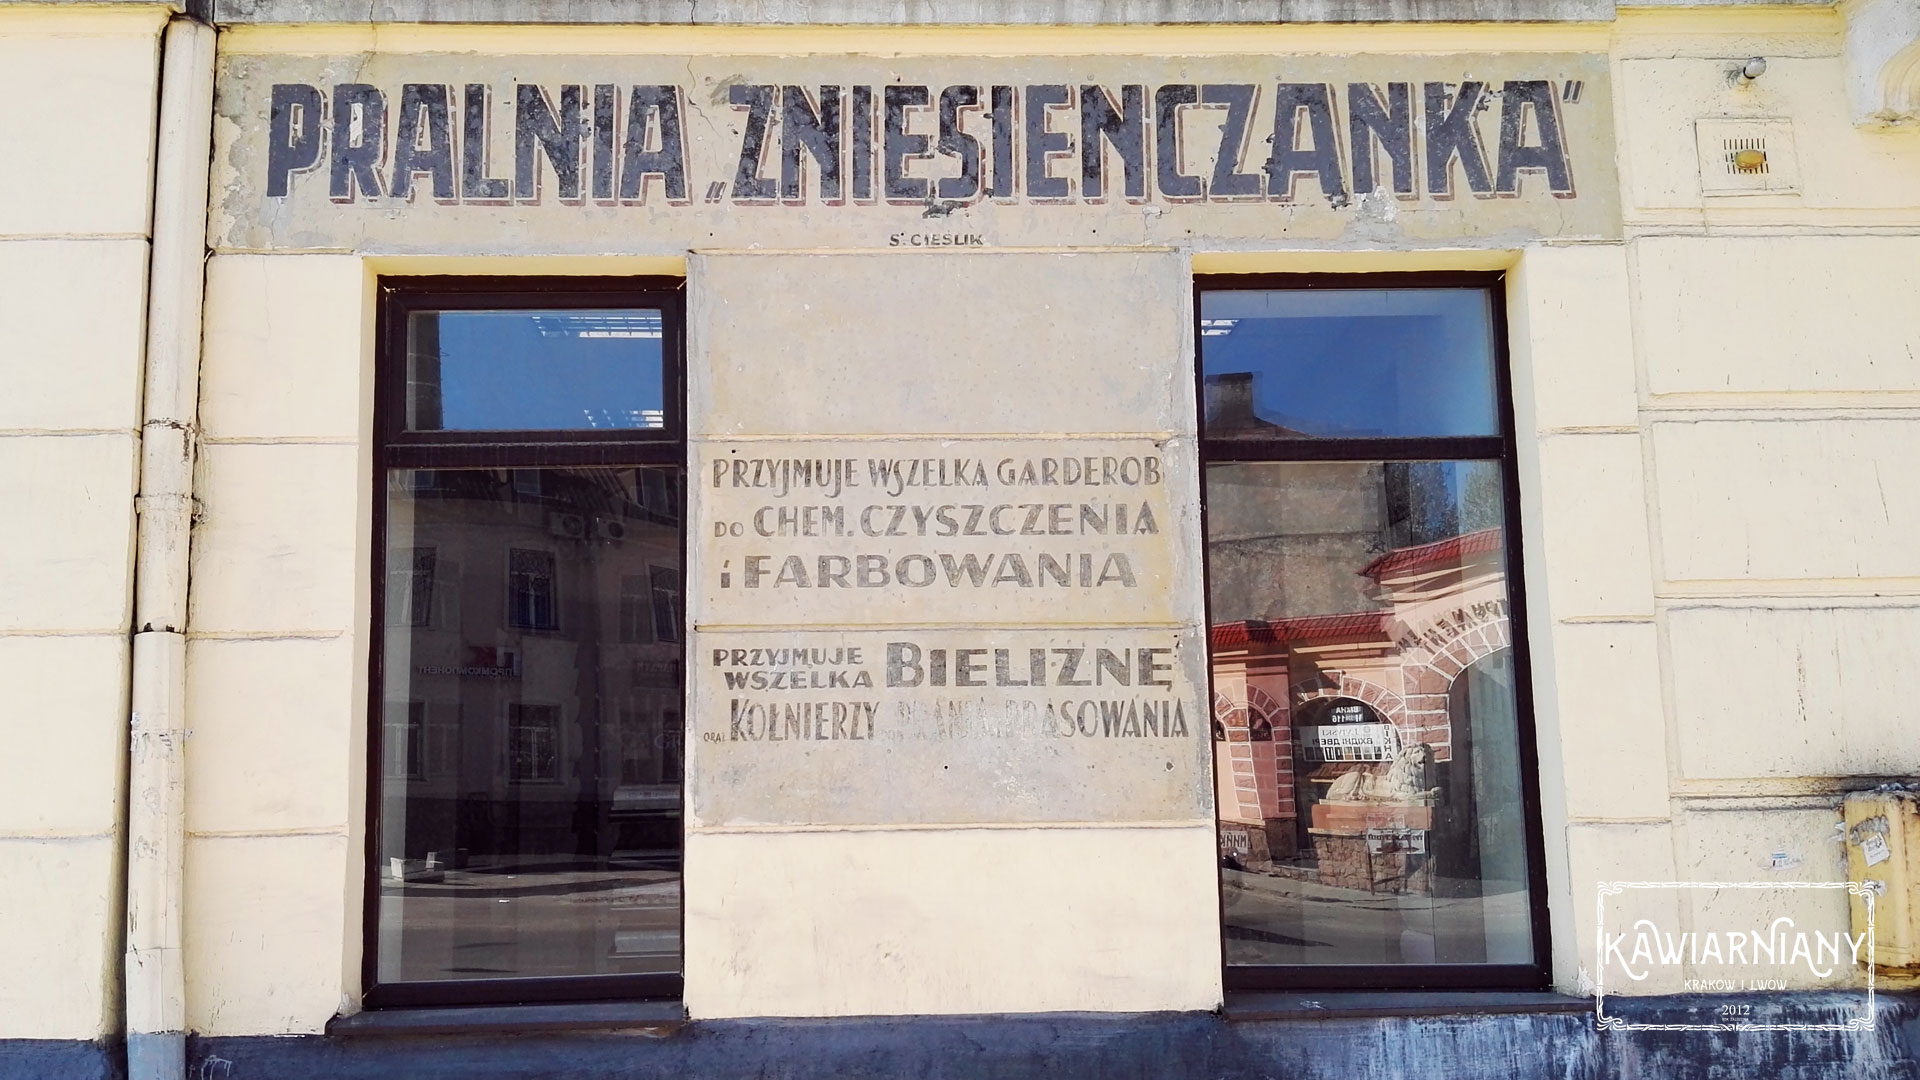 PRALNIA „ZNIESIENCZANKA"
S. CIEŚLIK
PRZYJMUJE WSZELKĄ GARDEROB
DO CHEM. CZYSZCZENIA
i FARBOWANIA
PRZYJMUJE
WSZELKA BIELIZNĘ
ORAZ KOŁNIERZY PRANIA PRASOWANIA
KAWIARNIANY
KRAKÓW I LWÓW
2012